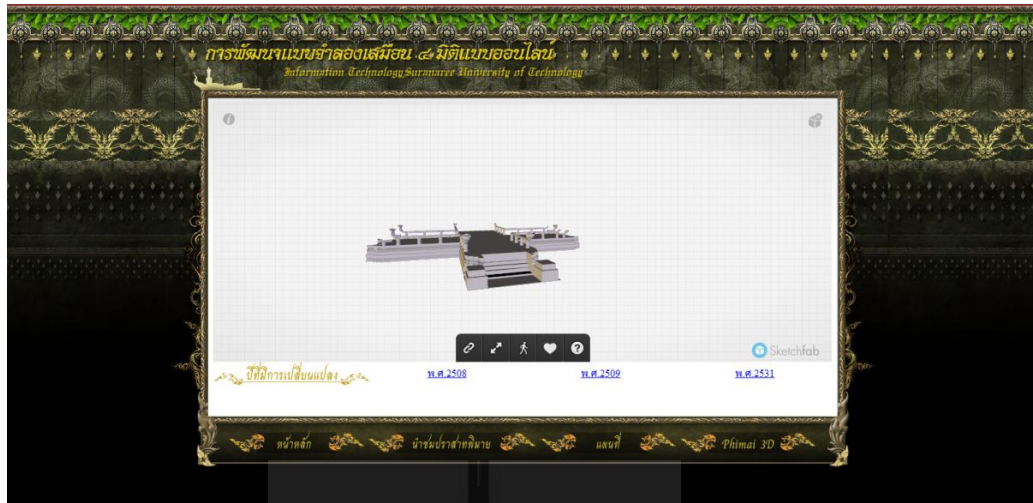 การพัฒนาแบบจำลองเสมือน ๔ มิติแบบออนไลน์
Information Technology Suranaree University of Technology
Sketchfab
ปีที่มีการเปลี่ยนแปลง
พ.ศ.2508 พ.ศ.2509 พ.ศ.2531
หน้าหลัก นำชมปราสาทพิมาย แผนที่ Phimai 3D